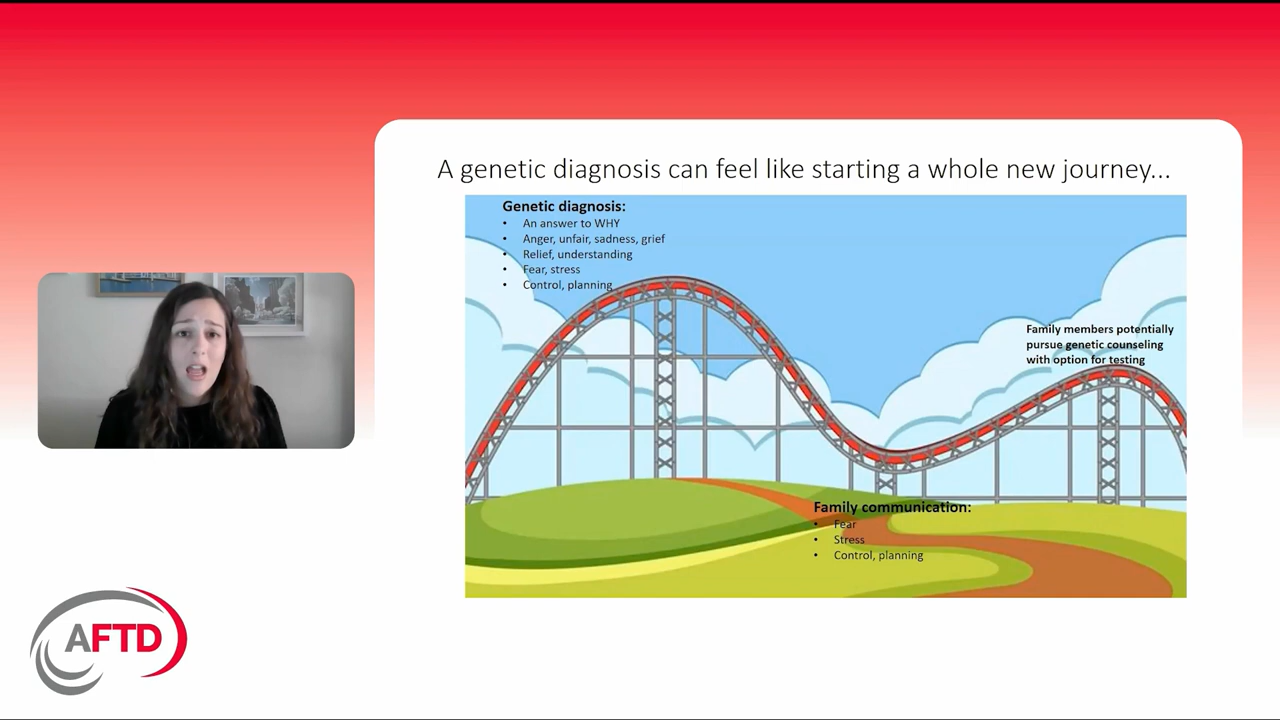 A genetic diagnosis can feel like starting a whole new journey...
Genetic diagnosis:
• An answer to WHY
• Anger, unfair, sadness, grief
• Relief, understanding
• Fear, stress
• Control, planning
Family members potentially
pursue genetic counseling
with option for testing
Family communication:
• Fear
• Stress
• Control, planning
AFTD